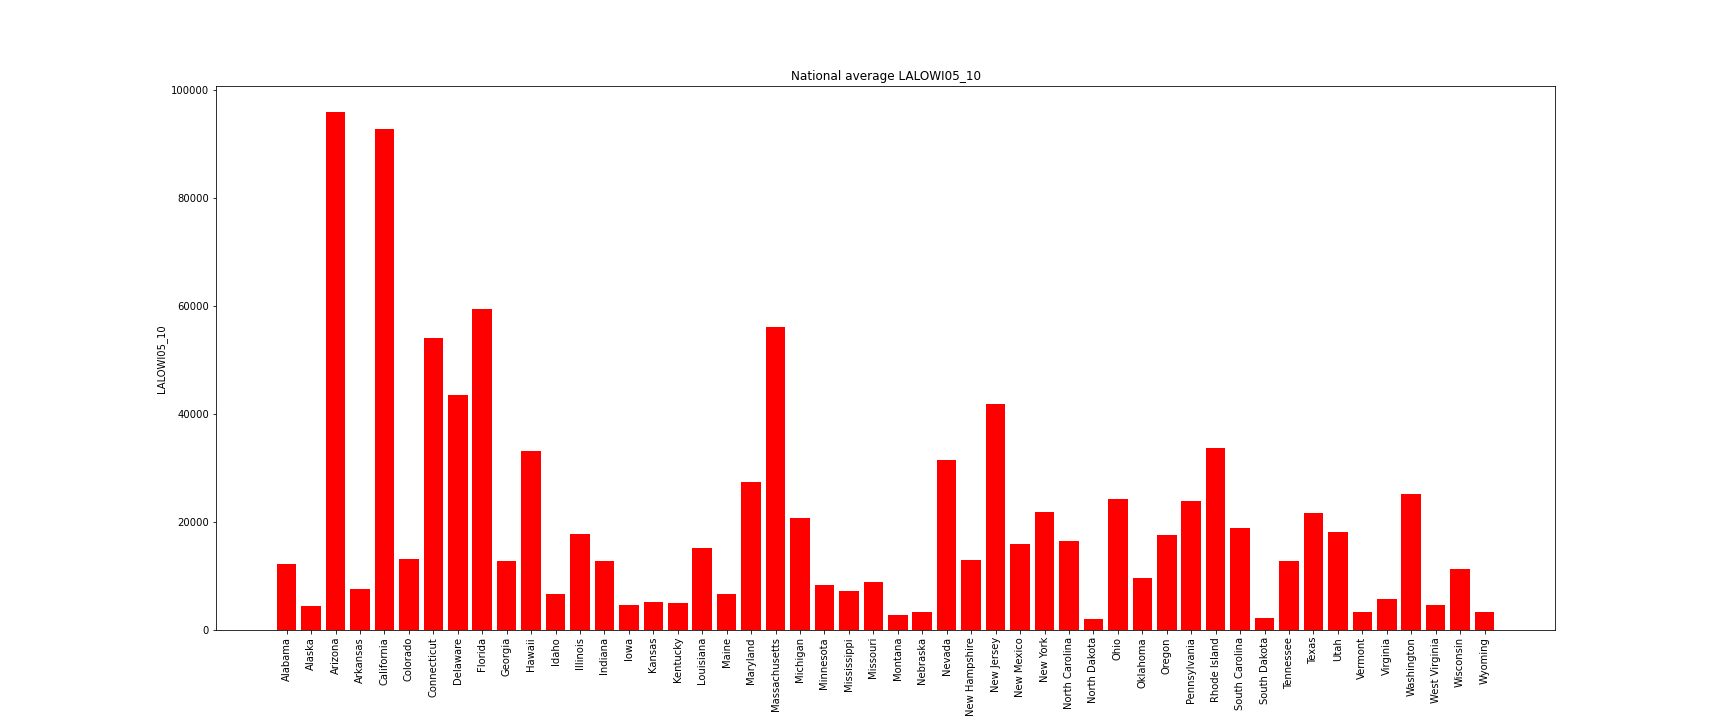 National average LALOWI05_10
100000
80000
60000
40000
20000
0
LALOWI05_10
Alabama
Alaska
Arizona
Arkansas
California
Colorado
Connecticut
Delaware
Florida
Georgia
Hawaii
Idaho
Illinois
Indiana
Iowa
Kansas
Kentucky
Louisiana
Maine
Maryland
Massachusetts
Michigan
Minnesota
Mississippi
Missouri
Montana
Nebraska
Nevada
New Hampshire
New Jersey
New Mexico
New York
North Carolina
North Dakota
Ohio
Oklahoma
Oregon
Pennsylvania
Rhode Island
South Carolina
South Dakota
Tennessee
Texas
Utah
Vermont
Virginia
Washington
West Virginia
Wisconsin
Wyoming